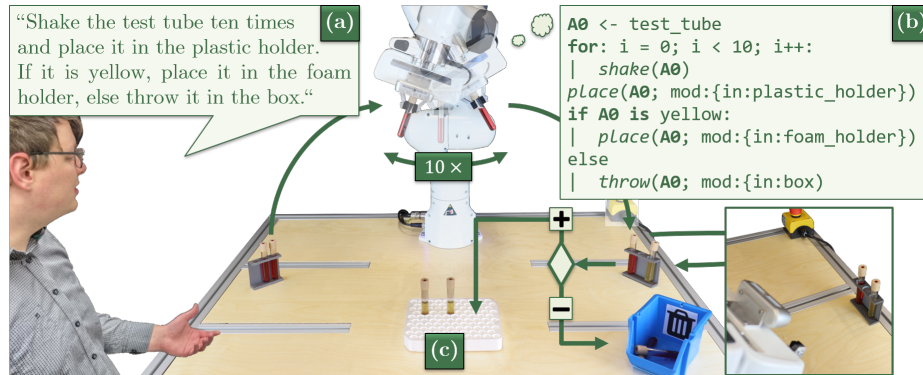 “Shake the test tube ten times
and place it in the plastic holder.
If it is yellow, place it in the foam
holder, else throw it in the box.“
(a)
A0 <- test_tube
for: i = 0; i < 10; i++:
| shake(A0)
place(A0; mod:{in:plastic_holder})
if A0 is yellow:
| place(A0; mod:{in:foam_holder})
else
| throw(A0; mod:{in:box)
(b)
10 ×
+
−
(c)